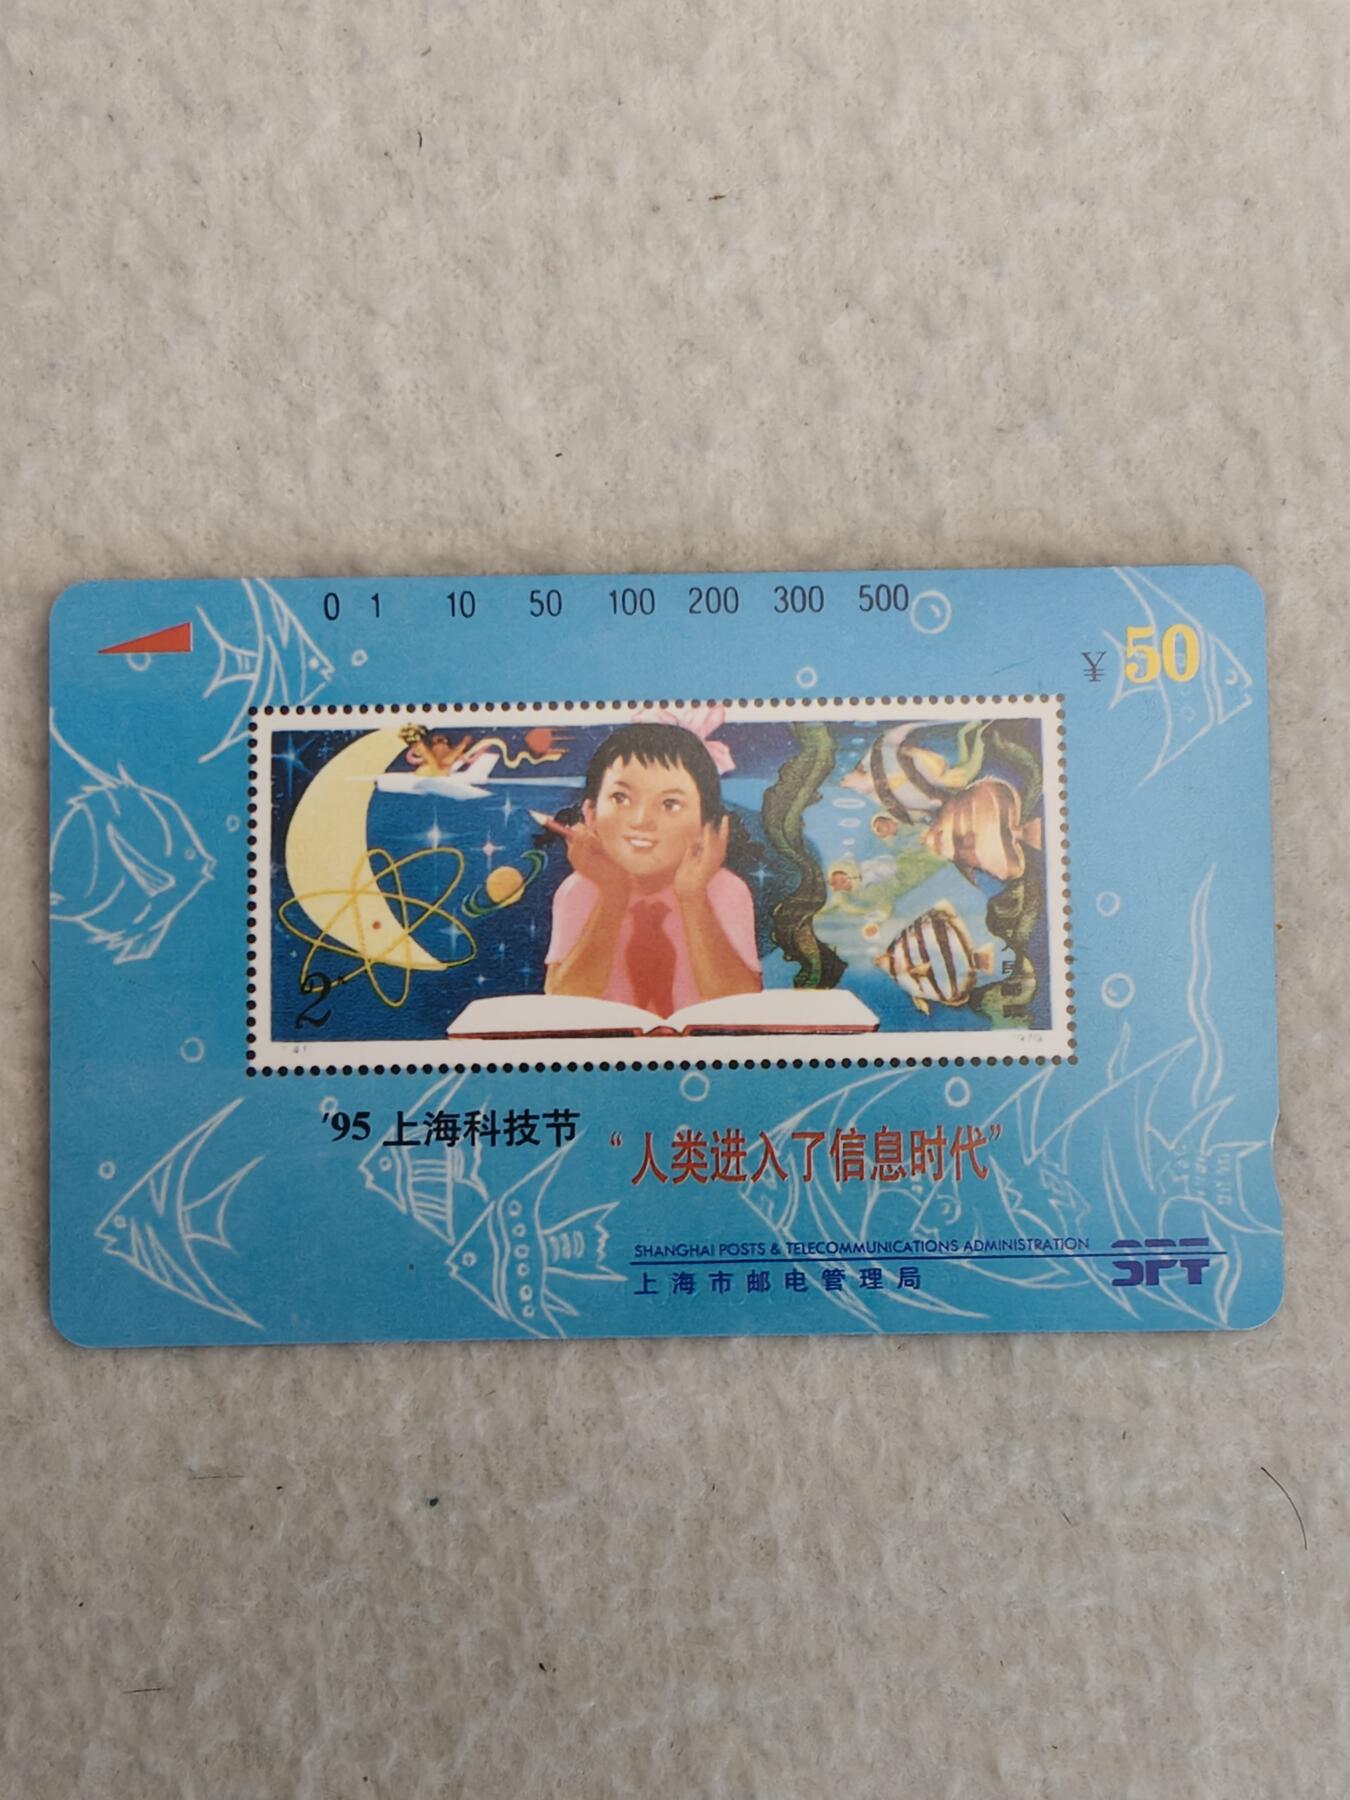 0 1 10 50 100 200 300 500
¥ 50
2
1979
'95 上海科技节
“人类进入了信息时代”
SHANGHAI POSTS & TELECOMMUNICATIONS ADMINISTRATION
上海市邮电管理局
SPT